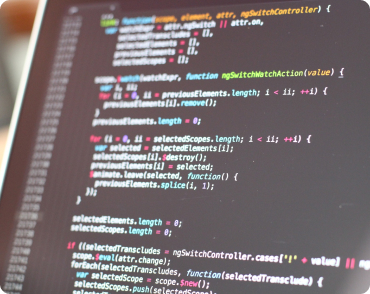 function(scope, element, attr, ngSwitchController) {
var watchExpr = attr.ngSwitch || attr.on,
selectedTranscludes = [],
selectedElements = [],
previousElements = [],
selectedScopes = [];
scope.$watch(watchExpr, function ngSwitchWatchAction(value) {
var i, ii;
for (i = 0, ii = previousElements.length; i < ii; ++i) {
previousElements[i].remove();
}
previousElements.length = 0;
for (i = 0, ii = selectedScopes.length; i < ii; ++i) {
var selected = selectedElements[i];
selectedScopes[i].$destroy();
previousElements[i] = selected;
$animate.leave(selected, function() {
previousElements.splice(i, 1);
});
}
selectedElements.length = 0;
selectedScopes.length = 0;
if ((selectedTranscludes = ngSwitchController.cases['!' + value] || ng
scope.$eval(attr.change);
forEach(selectedTranscludes, function(selectedTransclude) {
var selectedScope = scope.$new();
selectedScopes.push(selectedScope